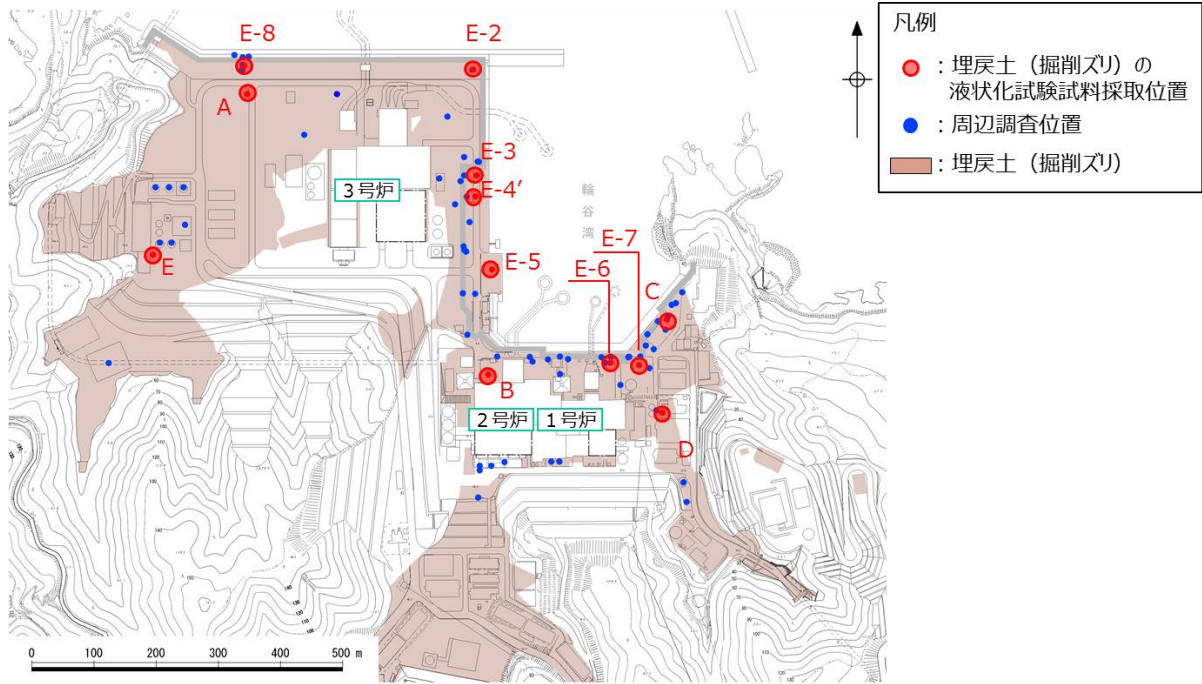 E-8
E-2
A
E-3
E-4’
3号炉
輪谷湾
E
E-5
E-7
E-6
C
B
2号炉
1号炉
D
0 100 200 300 400 500 m
凡例
：埋戻土（掘削ズリ）の
液状化試験試料採取位置
：周辺調査位置
：埋戻土（掘削ズリ）